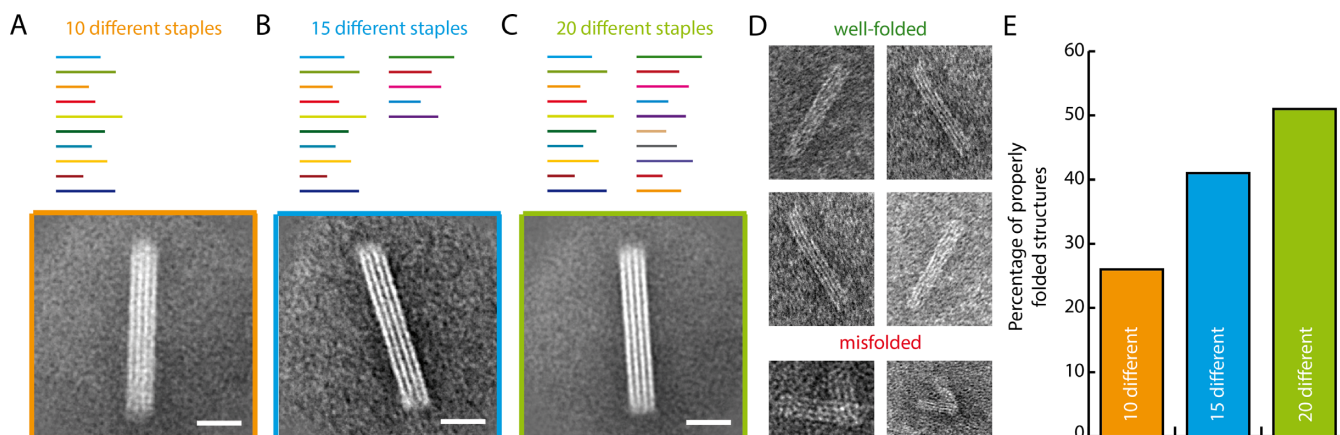 A
10 different staples
B
15 different staples
C
20 different staples
D
well-folded
misfolded
E
Percentage of properly
folded structures
60
50
40
30
20
10
0
10 different
15 different
20 different